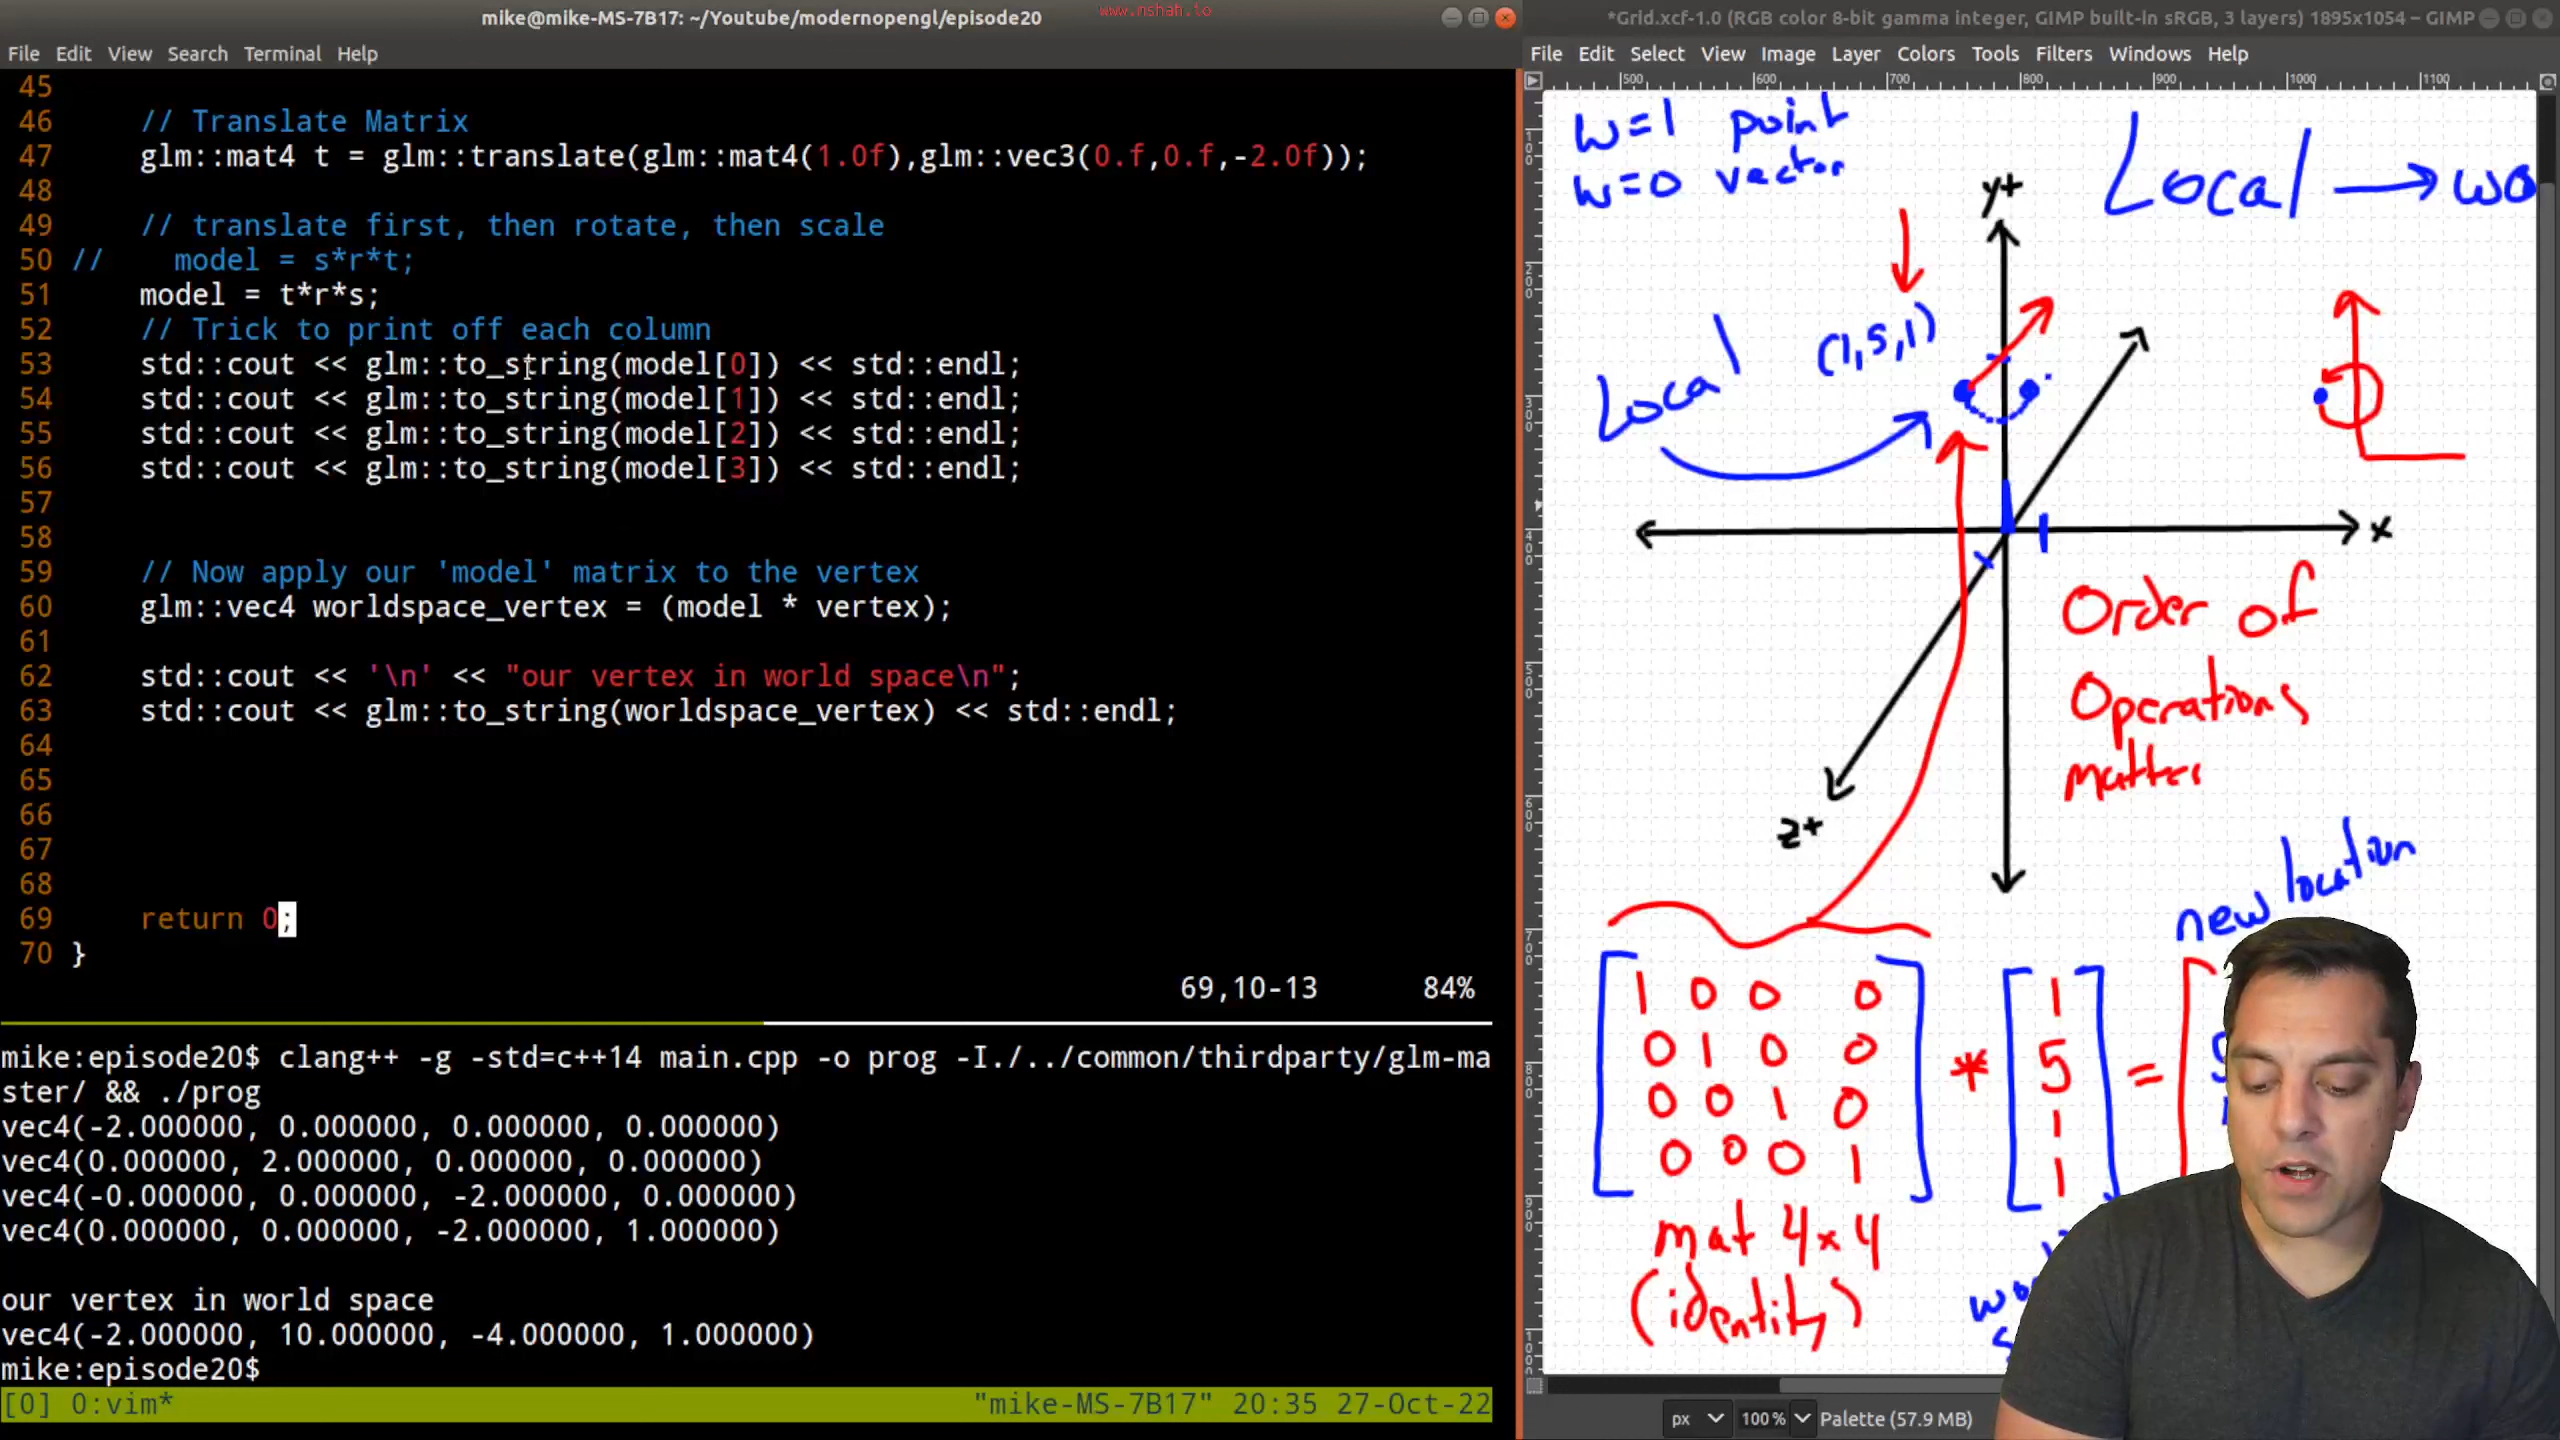 www.nshah.io
mike@mike-MS-7B17: ~/Youtube/modernopengl/episode20
File Edit View Search Terminal Help
45
46     // Translate Matrix
47     glm::mat4 t = glm::translate(glm::mat4(1.0f),glm::vec3(0.f,0.f,-2.0f));
48
49     // translate first, then rotate, then scale
50 //    model = s*r*t;
51     model = t*r*s;
52     // Trick to print off each column
53     std::cout << glm::to_string(model[0]) << std::endl;
54     std::cout << glm::to_string(model[1]) << std::endl;
55     std::cout << glm::to_string(model[2]) << std::endl;
56     std::cout << glm::to_string(model[3]) << std::endl;
57
58
59     // Now apply our 'model' matrix to the vertex
60     glm::vec4 worldspace_vertex = (model * vertex);
61
62     std::cout << '\n' << "our vertex in world space\n";
63     std::cout << glm::to_string(worldspace_vertex) << std::endl;
64
65
66
67
68
69     return 0;
70 }
69,10-13 84%
mike:episode20$ clang++ -g -std=c++14 main.cpp -o prog -I./../common/thirdparty/glm-ma
ster/ && ./prog
vec4(-2.000000, 0.000000, 0.000000, 0.000000)
vec4(0.000000, 2.000000, 0.000000, 0.000000)
vec4(-0.000000, 0.000000, -2.000000, 0.000000)
vec4(0.000000, 0.000000, -2.000000, 1.000000)
our vertex in world space
vec4(-2.000000, 10.000000, -4.000000, 1.000000)
mike:episode20$
[0] 0:vim* "mike-MS-7B17" 20:35 27-Oct-22
*Grid.xcf-1.0 (RGB color 8-bit gamma integer, GIMP built-in sRGB, 3 layers) 1895x1054 – GIMP
File Edit Select View Image Layer Colors Tools Filters Windows Help
500 600 700 800 900 1000 1100
w=1 point
w=0 vector
Local → wo
y+
Local (1,5,1)
x
z+
Order of
Operations
matter
new location
1 0 0 0
0 1 0 0
0 0 1 0
0 0 0 1
*
1
5
1
1
=
mat 4x4
(identity)
px 100% Palette (57.9 MB)